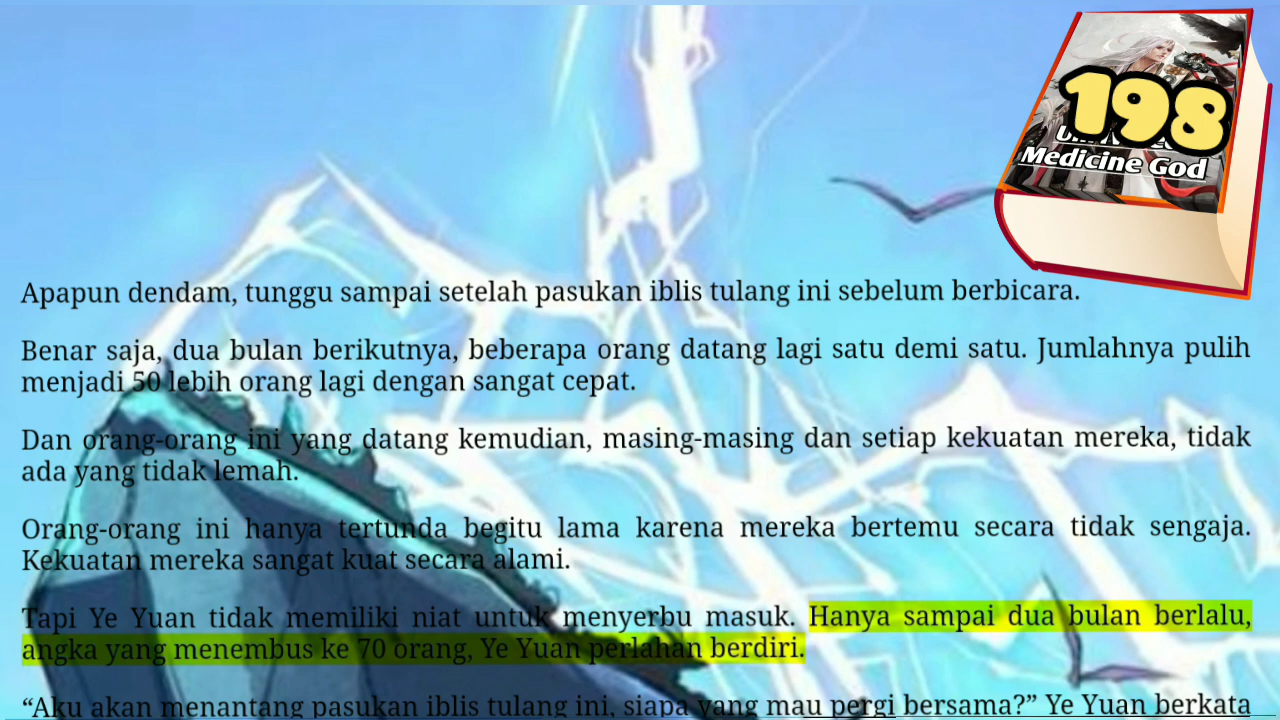 198
Medicine God
Apapun dendam, tunggu sampai setelah pasukan iblis tulang ini sebelum berbicara.
Benar saja, dua bulan berikutnya, beberapa orang datang lagi satu demi satu. Jumlahnya pulih
menjadi 50 lebih orang lagi dengan sangat cepat.
Dan orang-orang ini yang datang kemudian, masing-masing dan setiap kekuatan mereka, tidak
ada yang tidak lemah.
Orang-orang ini hanya tertunda begitu lama karena mereka bertemu secara tidak sengaja.
Kekuatan mereka sangat kuat secara alami.
Tapi Ye Yuan tidak memiliki niat untuk menyerbu masuk. Hanya sampai dua bulan berlalu,
angka yang menembus ke 70 orang, Ye Yuan perlahan berdiri.
“Aku akan menantang pasukan iblis tulang ini, siapa yang mau pergi bersama?” Ye Yuan berkata